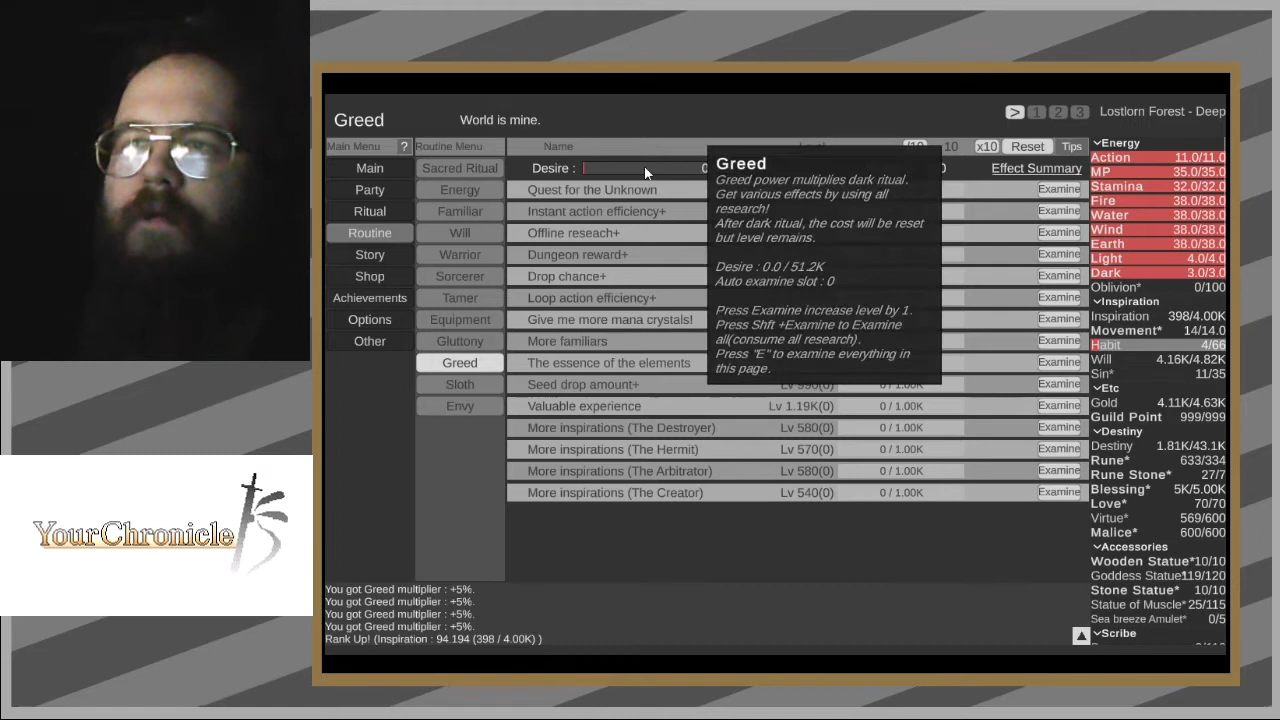 Greed
World is mine.
> 1 2 3
Lostlorn Forest - Deep
Main Menu ?
Routine Menu
Name
10
x10
Reset
Tips
Main
Party
Ritual
Routine
Story
Shop
Achievements
Options
Other
Sacred Ritual
Energy
Familiar
Will
Warrior
Sorcerer
Tamer
Equipment
Gluttony
Greed
Sloth
Envy
Desire :
Effect Summary
Quest for the Unknown Examine
Instant action efficiency+ Examine
Offline reseach+ Examine
Dungeon reward+ Examine
Drop chance+ Examine
Loop action efficiency+ Examine
Give me more mana crystals! Examine
More familiars Examine
The essence of the elements Examine
Seed drop amount+ Lv 990(0) 0 / 1.00K Examine
Valuable experience Lv 1.19K(0) 0 / 1.00K Examine
More inspirations (The Destroyer) Lv 580(0) 0 / 1.00K Examine
More inspirations (The Hermit) Lv 570(0) 0 / 1.00K Examine
More inspirations (The Arbitrator) Lv 580(0) 0 / 1.00K Examine
More inspirations (The Creator) Lv 540(0) 0 / 1.00K Examine
Greed
Greed power multiplies dark ritual.
Get various effects by using all
research!
After dark ritual, the cost will be reset
but level remains.
Desire : 0.0 / 51.2K
Auto examine slot : 0
Press Examine increase level by 1.
Press Shft +Examine to Examine
all(consume all research).
Press "E" to examine everything in
this page.
Energy
Action 11.0/11.0
MP 35.0/35.0
Stamina 32.0/32.0
Fire 38.0/38.0
Water 38.0/38.0
Wind 38.0/38.0
Earth 38.0/38.0
Light 4.0/4.0
Dark 3.0/3.0
Oblivion* 0/100
Inspiration
Inspiration 398/4.00K
Movement* 14/14.0
Habit 4/66
Will 4.16K/4.82K
Sin* 11/35
Etc
Gold 4.11K/4.63K
Guild Point 999/999
Destiny
Destiny 1.81K/43.1K
Rune* 633/334
Rune Stone* 27/7
Blessing* 5K/5.00K
Love* 70/70
Virtue* 569/600
Malice* 600/600
Accessories
Wooden Statue* 10/10
Goddess Statue 119/120
Stone Statue* 10/10
Statue of Muscle* 25/115
Sea breeze Amulet* 0/5
Scribe
You got Greed multiplier : +5%.
You got Greed multiplier : +5%.
You got Greed multiplier : +5%.
You got Greed multiplier : +5%.
Rank Up! (Inspiration : 94.194 (398 / 4.00K) )
YourChronicle